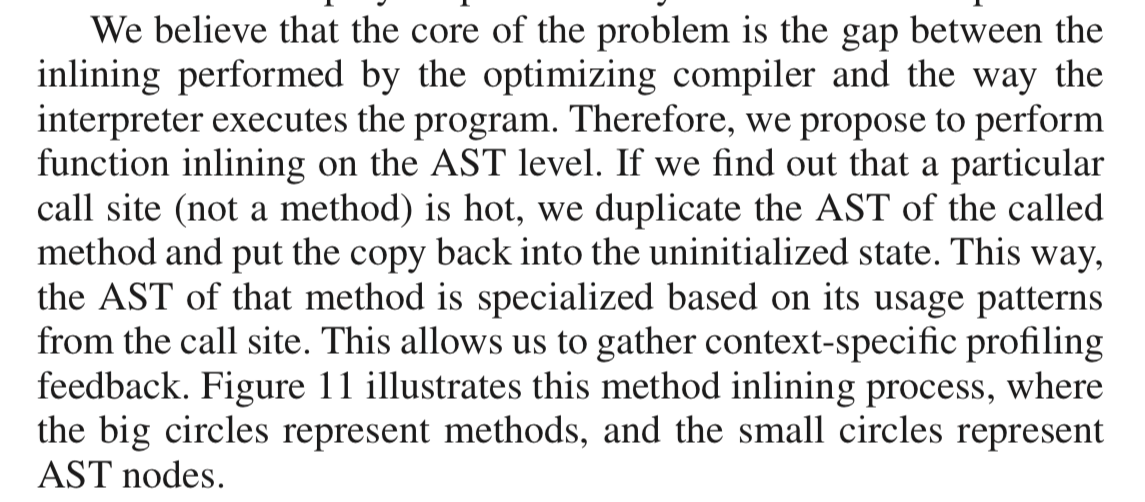 We believe that the core of the problem is the gap between the
inlining performed by the optimizing compiler and the way the
interpreter executes the program. Therefore, we propose to perform
function inlining on the AST level. If we find out that a particular
call site (not a method) is hot, we duplicate the AST of the called
method and put the copy back into the uninitialized state. This way,
the AST of that method is specialized based on its usage patterns
from the call site. This allows us to gather context-specific profiling
feedback. Figure 11 illustrates this method inlining process, where
the big circles represent methods, and the small circles represent
AST nodes.